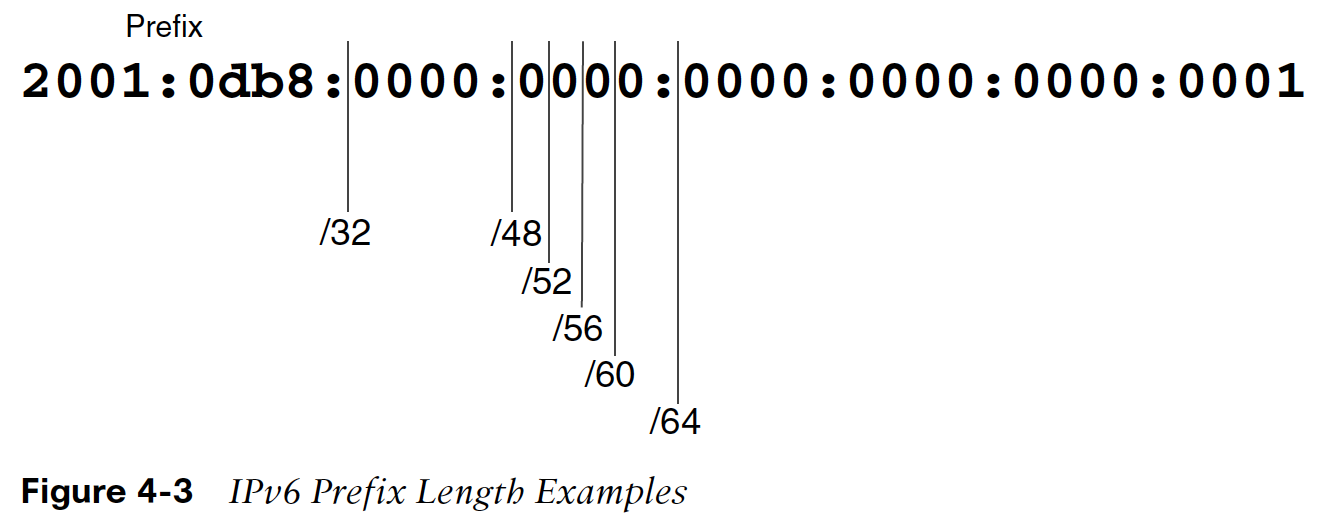 Prefix
2001:0db8:0000:0000:0000:0000:0000:0001
/32
/48
/52
/56
/60
/64
Figure 4-3 IPv6 Prefix Length Examples